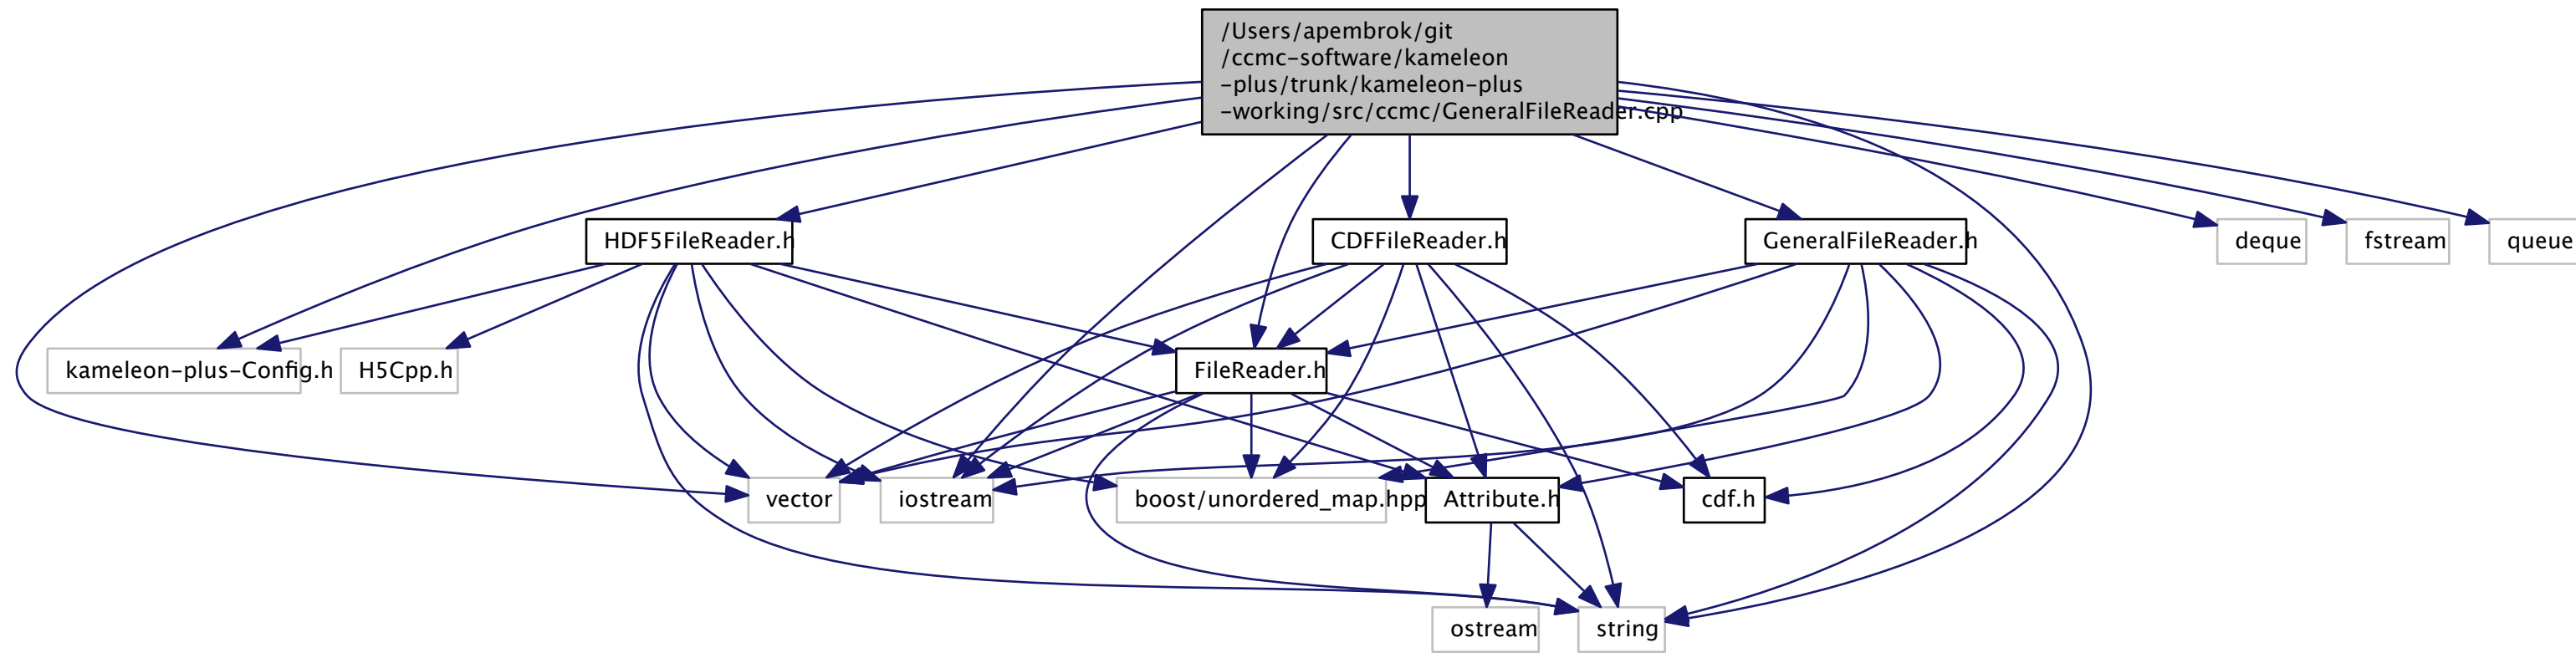 /Users/apembrok/git
/ccmc-software/kameleon
-plus/trunk/kameleon-plus
-working/src/ccmc/GeneralFileReader.cpp
HDF5FileReader.h
CDFFileReader.h
GeneralFileReader.h
deque
fstream
queue
kameleon-plus-Config.h
H5Cpp.h
FileReader.h
vector
iostream
boost/unordered_map.hpp
Attribute.h
cdf.h
ostream
string